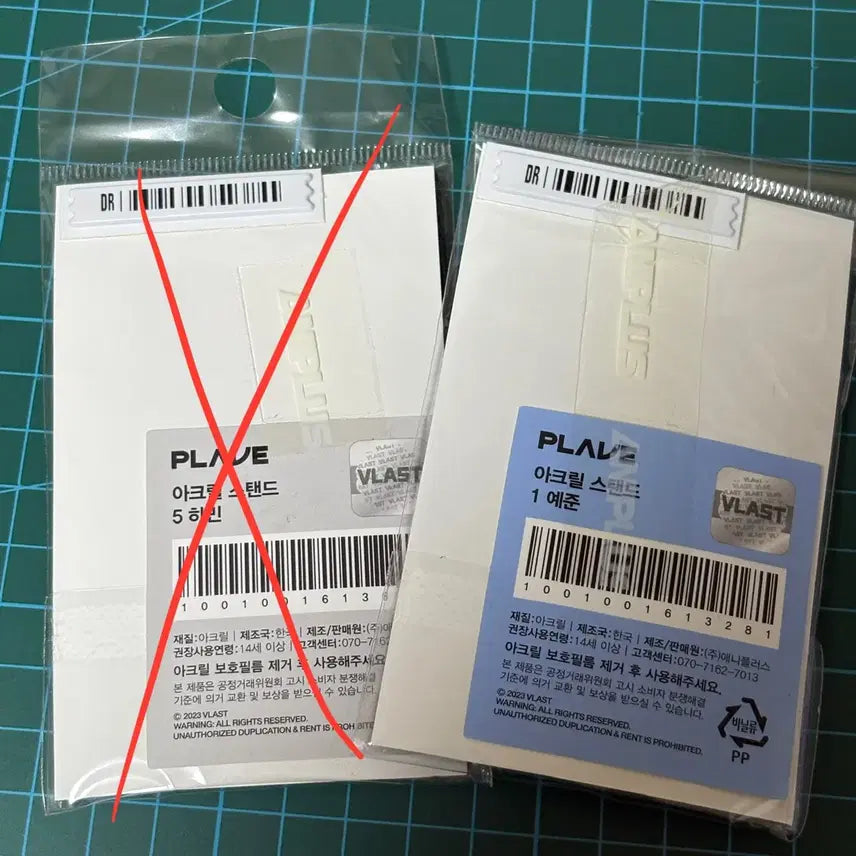 DR
ANIPLUS
PLAVE
아크릴 스탠드
5 하민
VLAST
1001001613
재질:아크릴 | 제조국:한국 | 제조/판매원:(주)애
권장사용연령:14세 이상 | 고객센터:070-7
아크릴 보호필름 제거 후 사용해주세요
본 제품은 공정거래위원회 고시 소비자 분쟁해결
기준에 의거 교환 및 보상을 받으실 수 있습니다.
© 2023 VLAST
WARNING: ALL RIGHTS RESERVED.
UNAUTHORIZED DUPLICATION & RENT IS PROHIBITED
DR
ANIPLUS
ANIPLUS
PLAVE
아크릴 스탠드
1 예준
VLAST
1001001613281
재질:아크릴 | 제조국:한국 | 제조/판매원:(주)애니플러스
권장사용연령:14세 이상 | 고객센터:070-7162-7013
아크릴 보호필름 제거 후 사용해주세요.
본 제품은 공정거래위원회 고시 소비자 분쟁해결
기준에 의거 교환 및 보상을 받으실 수 있습니다.
© 2023 VLAST
WARNING: ALL RIGHTS RESERVED.
UNAUTHORIZED DUPLICATION & RENT IS PROHIBITED.
비닐류
PP